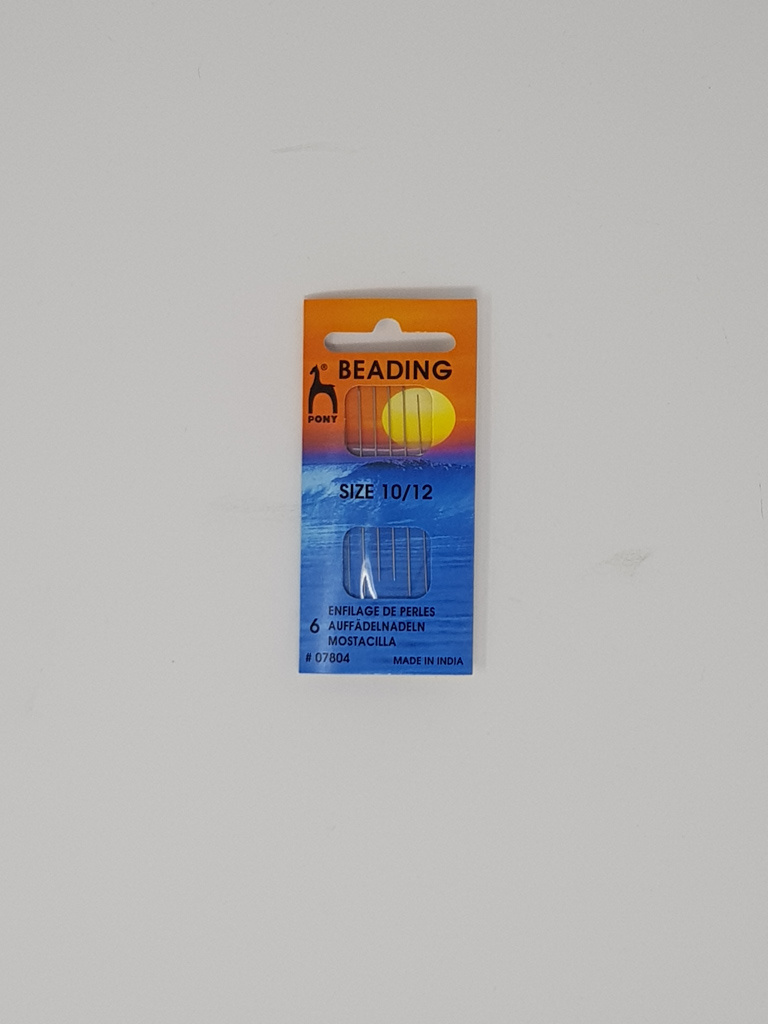 BEADING
®
PONY
SIZE 10/12
ENFILAGE DE PERLES
6 AUFFÄDELNADELN
MOSTACILLA
# 07804 MADE IN INDIA